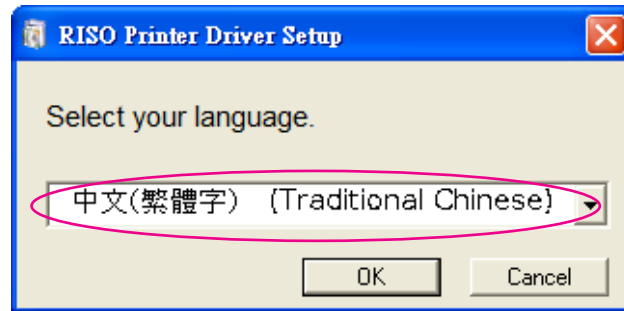 RISO Printer Driver Setup
Select your language.
中文(繁體字) {Traditional Chinese}
OK Cancel